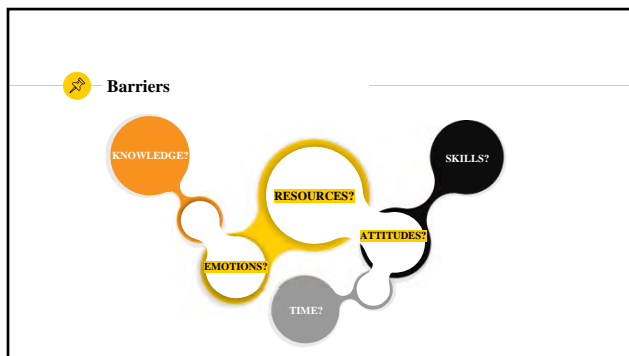 Barriers
KNOWLEDGE?
SKILLS?
RESOURCES?
ATTITUDES?
EMOTIONS?
TIME?